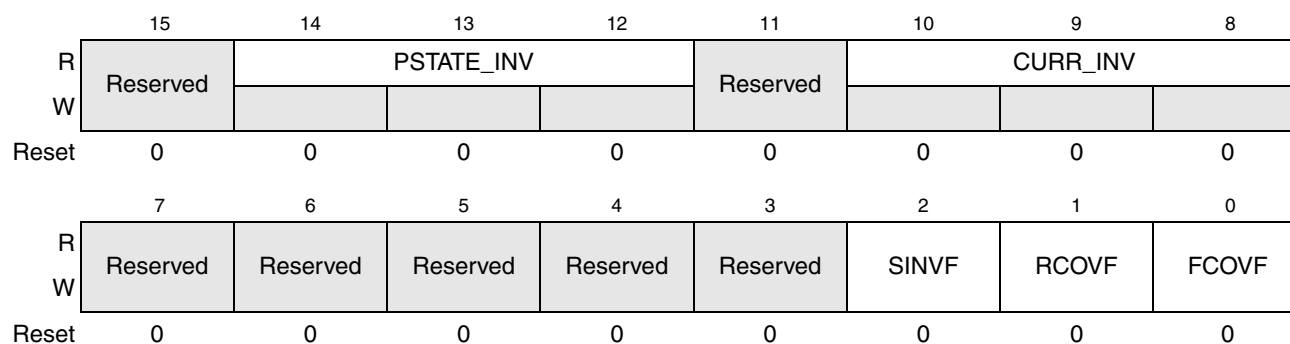 15 14 13 12 11 10 9 8
R Reserved PSTATE_INV Reserved CURR_INV
W
Reset 0 0 0 0 0 0 0 0
7 6 5 4 3 2 1 0
R Reserved Reserved Reserved Reserved Reserved SINVF RCOVF FCOVF
W
Reset 0 0 0 0 0 0 0 0